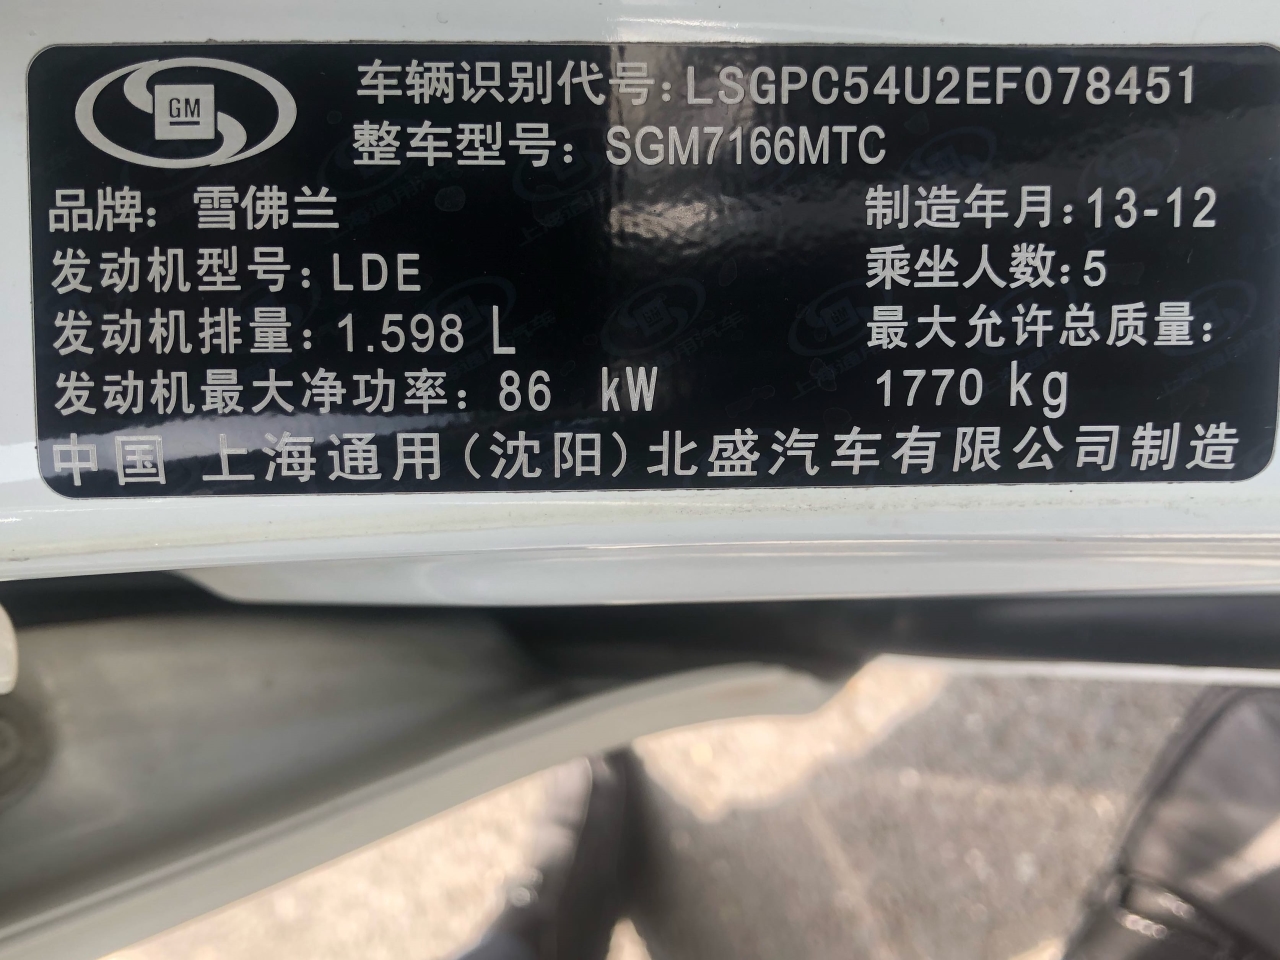 GM
车辆识别代号:LSGPC54U2EF078451
整车型号:SGM7166MTC
品牌:雪佛兰
制造年月:13-12
发动机型号:LDE
乘坐人数:5
发动机排量:1.598 L
最大允许总质量:
发动机最大净功率:86 kW
1770 kg
中国 上海通用(沈阳)北盛汽车有限公司制造